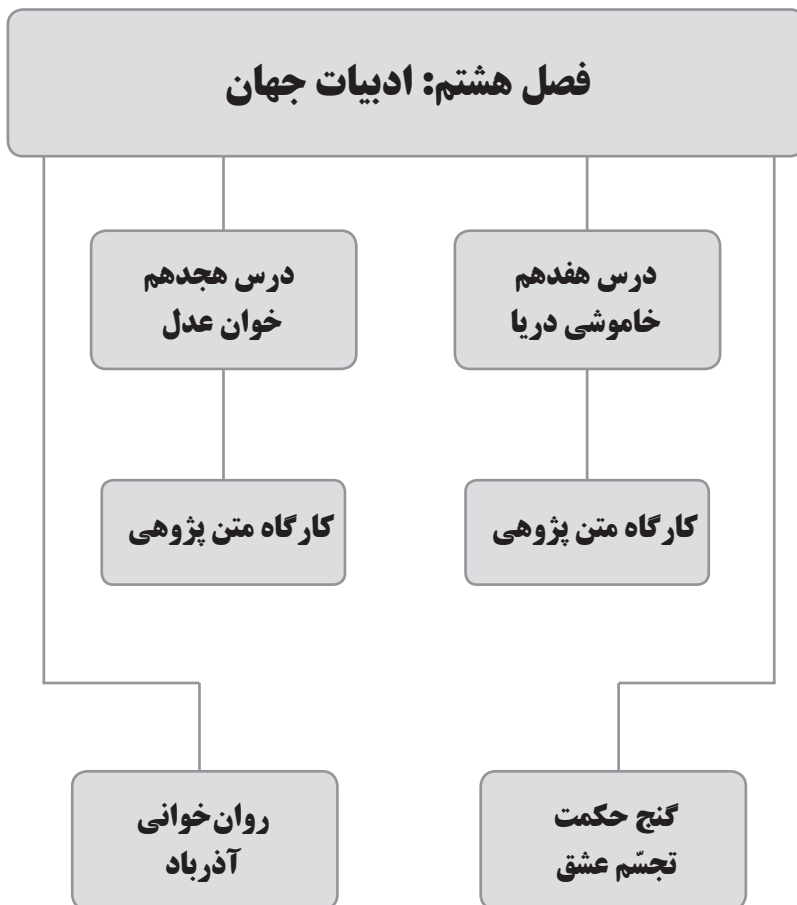 فصل هشتم: ادبیات جهان
درس هفدهم
خاموشی دریا
درس هجدهم
خوان عدل
کارگاه متن پژوهی
کارگاه متن پژوهی
گنج حکمت
تجسّم عشق
روان‌خوانی
آذرباد